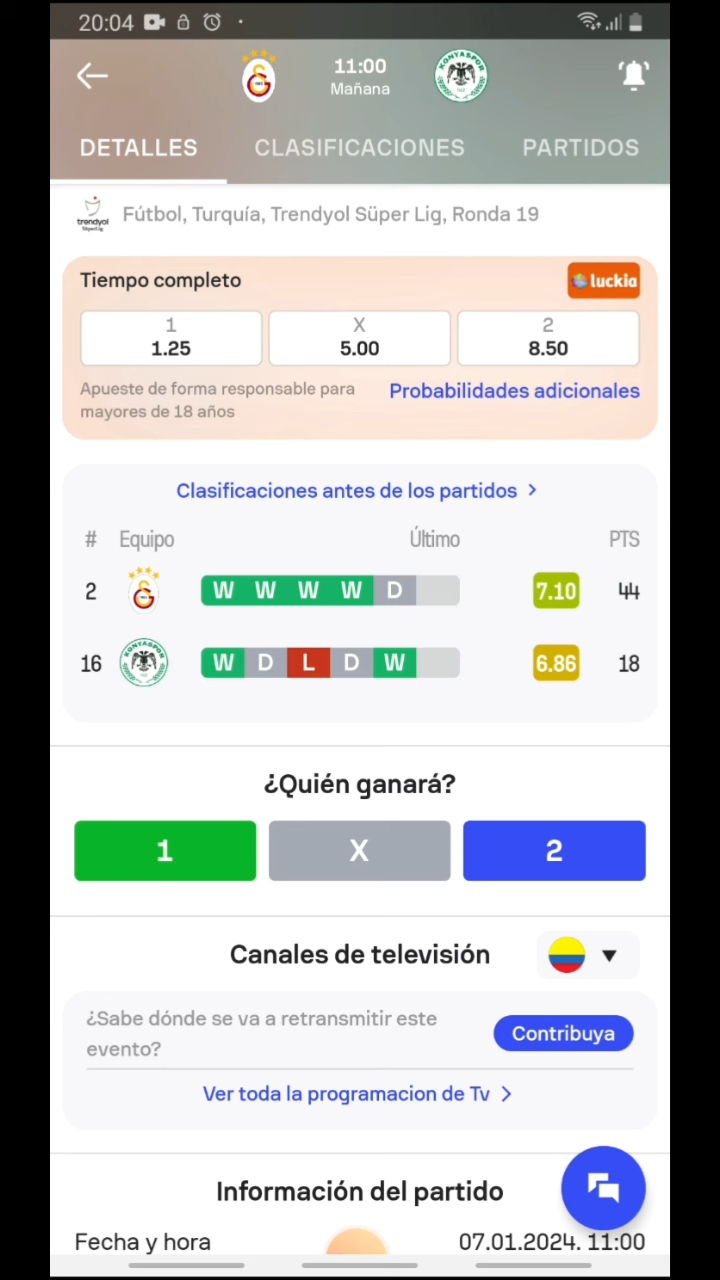 20:04
11:00
Mañana
KONYASPOR
DETALLES CLASIFICACIONES PARTIDOS
trendyol
SüperLig
Fútbol, Turquía, Trendyol Süper Lig, Ronda 19
Tiempo completo
luckia
1 X 2
1.25 5.00 8.50
Apueste de forma responsable para
mayores de 18 años
Probabilidades adicionales
Clasificaciones antes de los partidos >
# Equipo Último PTS
2 W W W W D 7.10 44
KONYASPOR
16 W D L D W 6.86 18
¿Quién ganará?
1 X 2
Canales de televisión
¿Sabe dónde se va a retransmitir este
evento?
Contribuya
Ver toda la programacion de Tv >
Información del partido
Fecha y hora 07.01.2024. 11:00